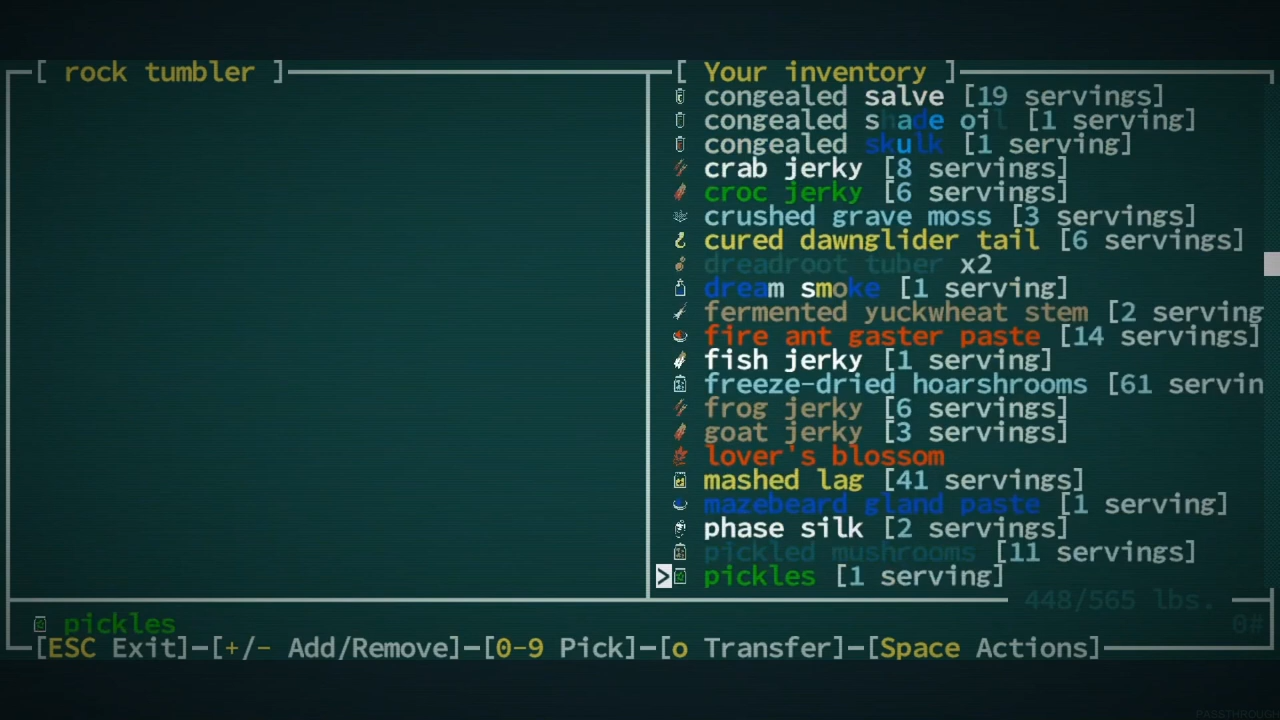 [ rock tumbler ]
[ Your inventory ]
congealed salve [19 servings]
congealed shade oil [1 serving]
congealed skulk [1 serving]
crab jerky [8 servings]
croc jerky [6 servings]
crushed grave moss [3 servings]
cured dawnglider tail [6 servings]
dreadroot tuber x2
dream smoke [1 serving]
fermented yuckwheat stem [2 serving
fire ant gaster paste [14 servings]
fish jerky [1 serving]
freeze-dried hoarshrooms [61 servin
frog jerky [6 servings]
goat jerky [3 servings]
lover's blossom
mashed lag [41 servings]
mazebeard gland paste [1 serving]
phase silk [2 servings]
pickled mushrooms [11 servings]
> pickles [1 serving]
448/565 lbs.
pickles
0#
[ESC Exit]–[+/– Add/Remove]–[0–9 Pick]–[o Transfer]–[Space Actions]
PASSTHROUGH